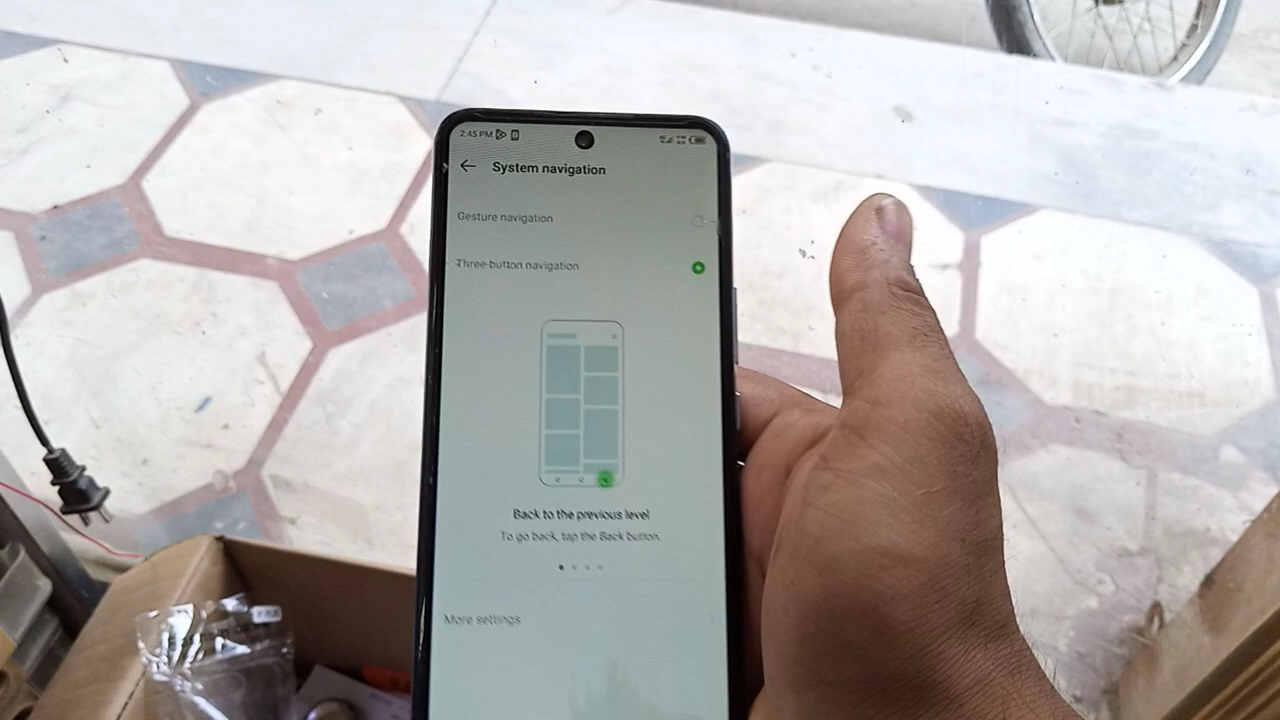 2:45 PM
System navigation
Gesture navigation
Three-button navigation
Back to the previous level
To go back, tap the Back button.
More settings